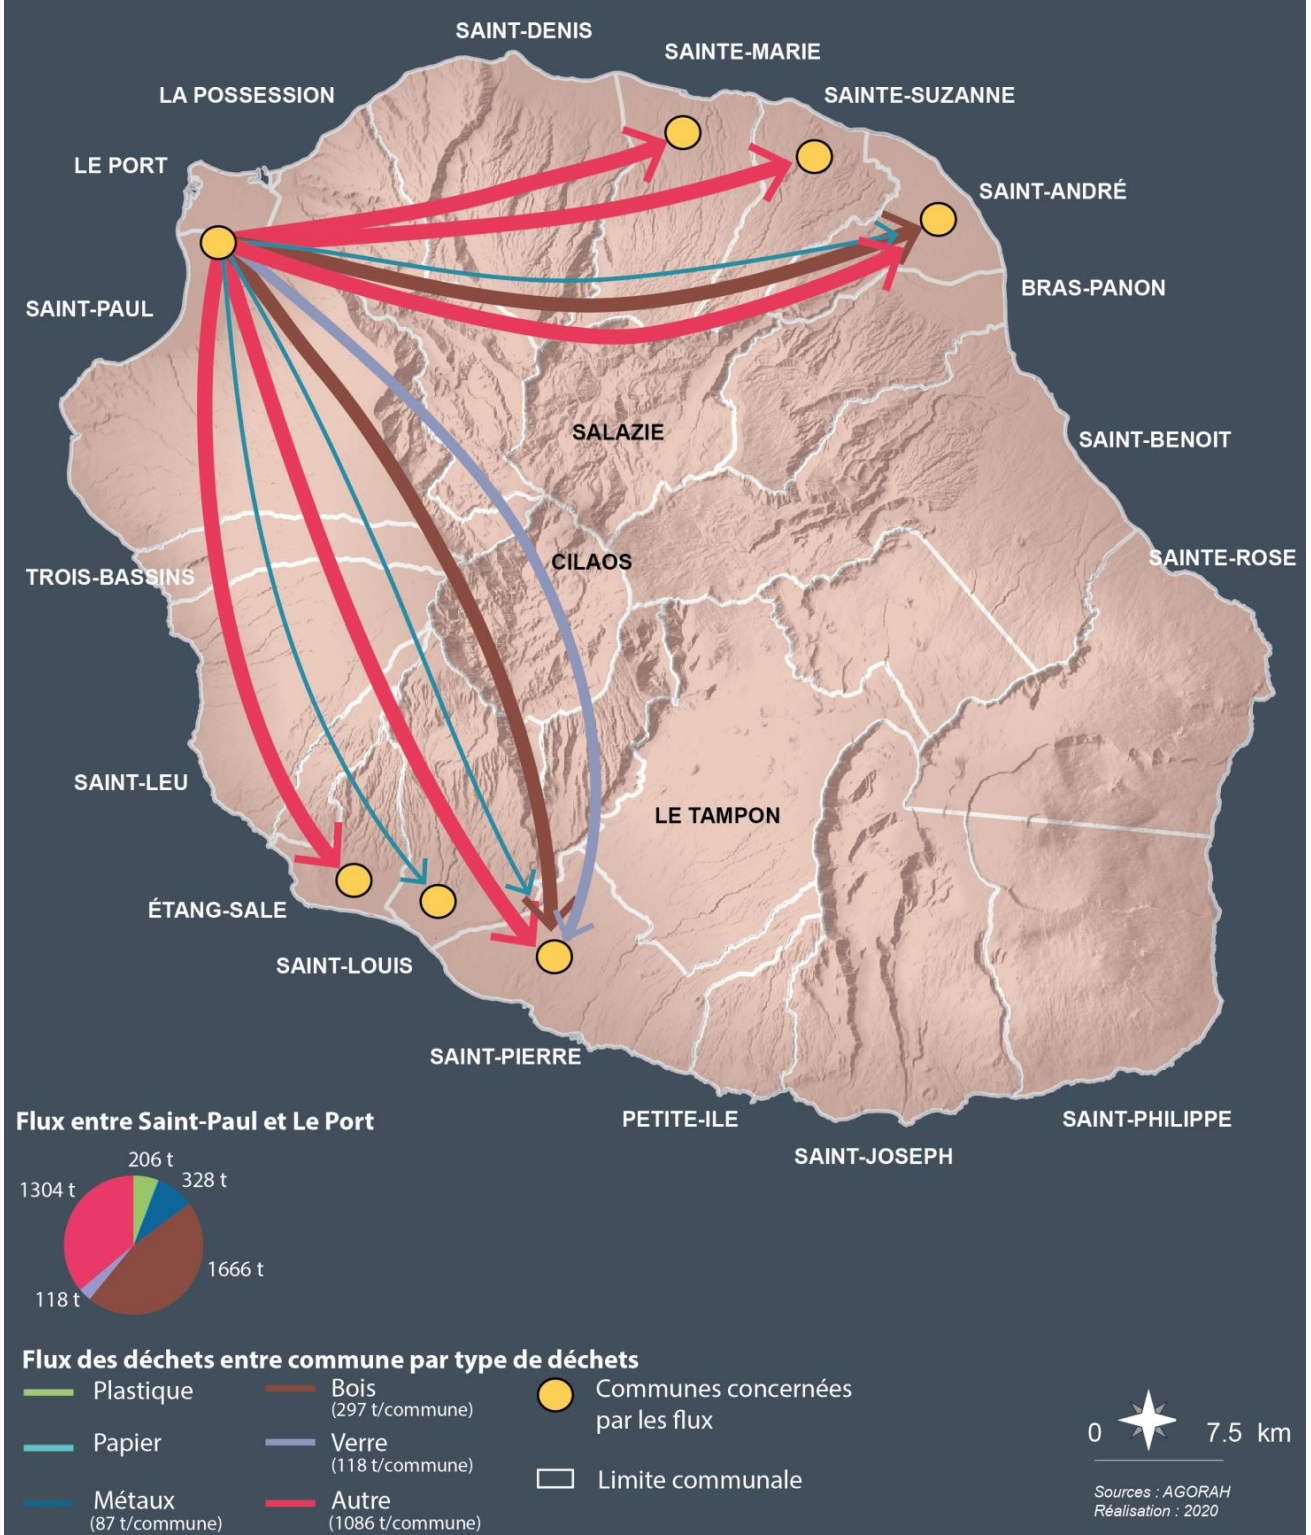 SAINT-DENIS
SAINTE-MARIE
LA POSSESSION
SAINTE-SUZANNE
LE PORT
SAINT-ANDRÉ
BRAS-PANON
SAINT-PAUL
SALAZIE
SAINT-BENOIT
CILAOS
SAINTE-ROSE
TROIS-BASSINS
SAINT-LEU
LE TAMPON
ÉTANG-SALE
SAINT-LOUIS
SAINT-PIERRE
PETITE-ILE
SAINT-PHILIPPE
SAINT-JOSEPH
Flux entre Saint-Paul et Le Port
206 t
328 t
1304 t
1666 t
118 t
Flux des déchets entre commune par type de déchets
Plastique
Papier
Métaux
(87 t/commune)
Bois
(297 t/commune)
Verre
(118 t/commune)
Autre
(1086 t/commune)
Communes concernées
par les flux
Limite communale
0 7.5 km
Sources : AGORAH
Réalisation : 2020